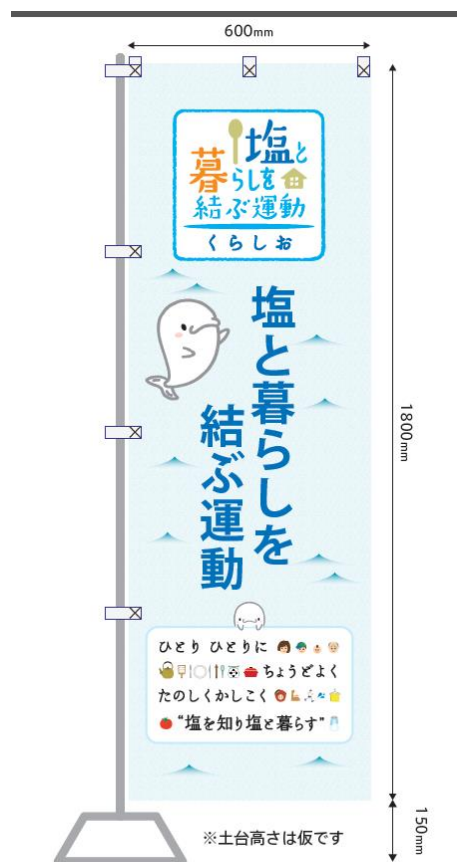 600mm
塩と
暮らしを
結ぶ運動
くらしお
塩と暮らしを
結ぶ運動
1800mm
ひとり ひとりに
ちょうどよく
たのしくかしこく
“塩を知り塩と暮らす”
150mm
※土台高さは仮です